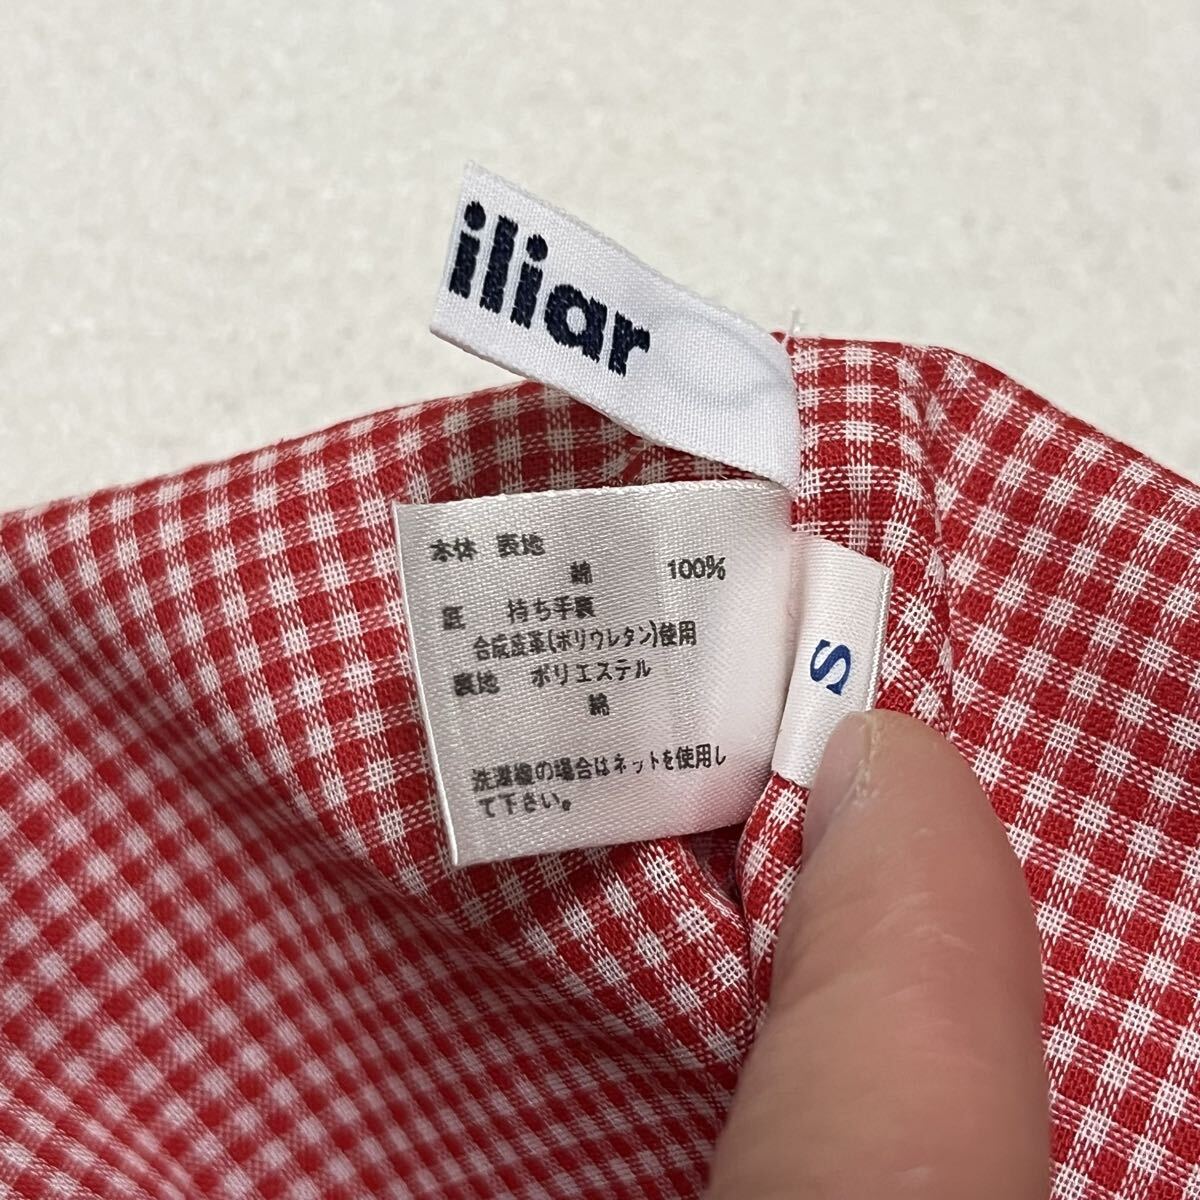 iliar
本体 表地
綿 100%
底 持ち手裏
合成皮革(ポリウレタン)使用
表地 ポリエステル
綿
洗濯機の場合はネットを使用し
て下さい。
S